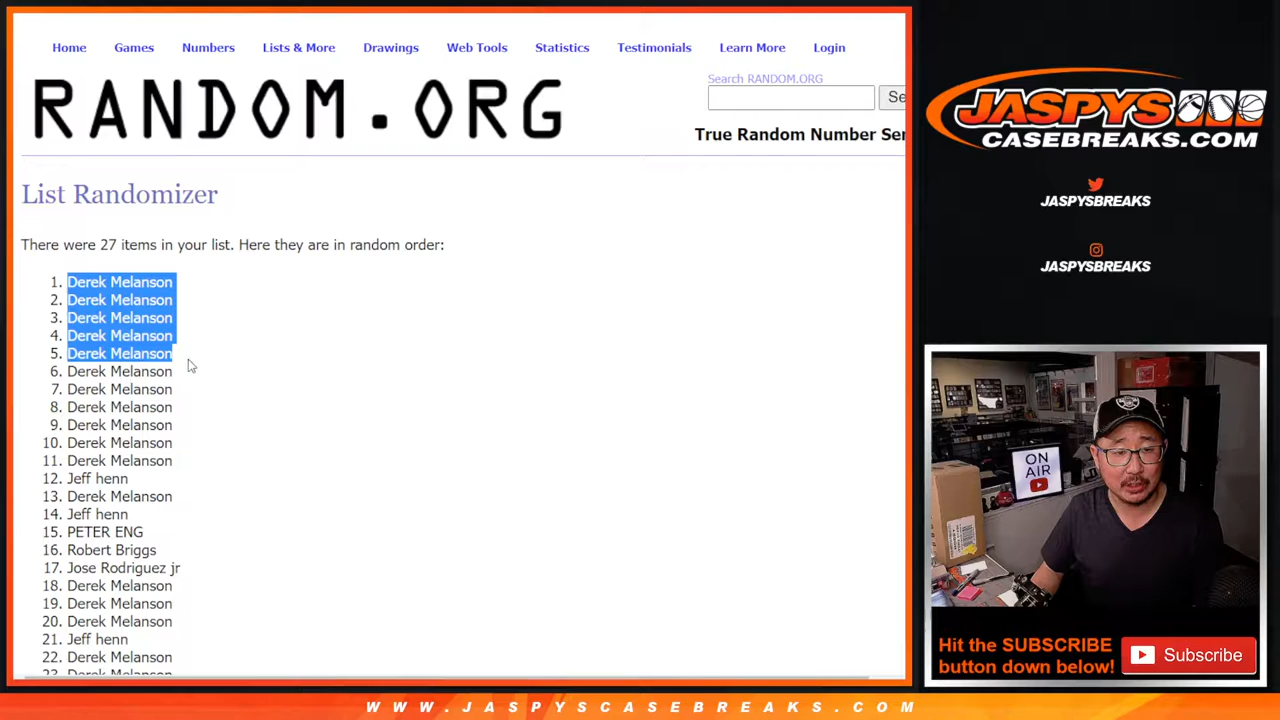 Home Games Numbers Lists & More Drawings Web Tools Statistics Testimonials Learn More Login
RANDOM.ORG
Search RANDOM.ORG
Se
True Random Number Ser
List Randomizer
There were 27 items in your list. Here they are in random order:
1. Derek Melanson
2. Derek Melanson
3. Derek Melanson
4. Derek Melanson
5. Derek Melanson
6. Derek Melanson
7. Derek Melanson
8. Derek Melanson
9. Derek Melanson
10. Derek Melanson
11. Derek Melanson
12. Jeff henn
13. Derek Melanson
14. Jeff henn
15. PETER ENG
16. Robert Briggs
17. Jose Rodriguez jr
18. Derek Melanson
19. Derek Melanson
20. Derek Melanson
21. Jeff henn
22. Derek Melanson
23. Derek Melanson
JASPYS
CASEBREAKS.COM
JASPYSBREAKS
JASPYSBREAKS
ON
AIR
Hit the SUBSCRIBE
button down below!
Subscribe
WWW.JASPYSCASEBREAKS.COM